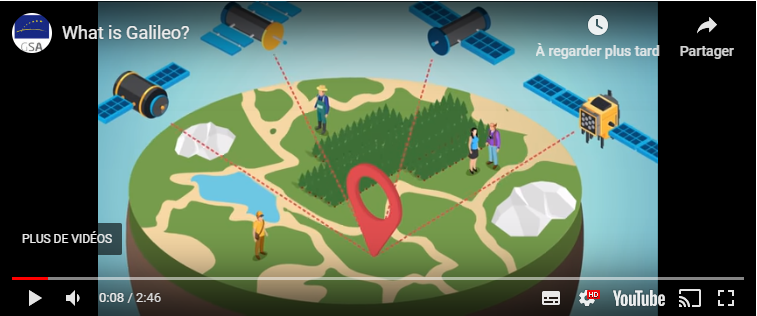 What is Galileo?
GSA
À regarder plus tard
Partager
PLUS DE VIDÉOS
0:08 / 2:46
HD
YouTube